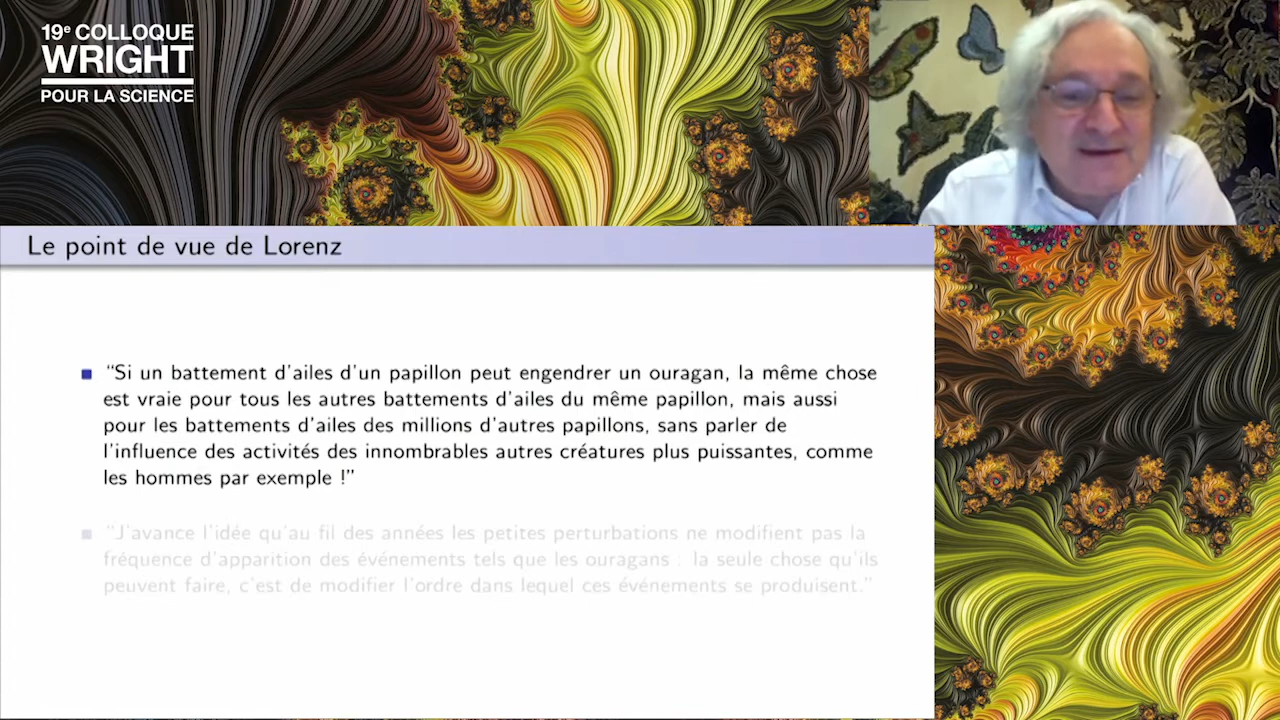 19e COLLOQUE
WRIGHT
POUR LA SCIENCE
Le point de vue de Lorenz
“Si un battement d'ailes d'un papillon peut engendrer un ouragan, la même chose
est vraie pour tous les autres battements d'ailes du même papillon, mais aussi
pour les battements d'ailes des millions d'autres papillons, sans parler de
l'influence des activités des innombrables autres créatures plus puissantes, comme
les hommes par exemple !”
“J'avance l'idée qu'au fil des années les petites perturbations ne modifient pas la
fréquence d'apparition des événements tels que les ouragans : la seule chose qu'ils
peuvent faire, c'est de modifier l'ordre dans lequel ces événements se produisent.”